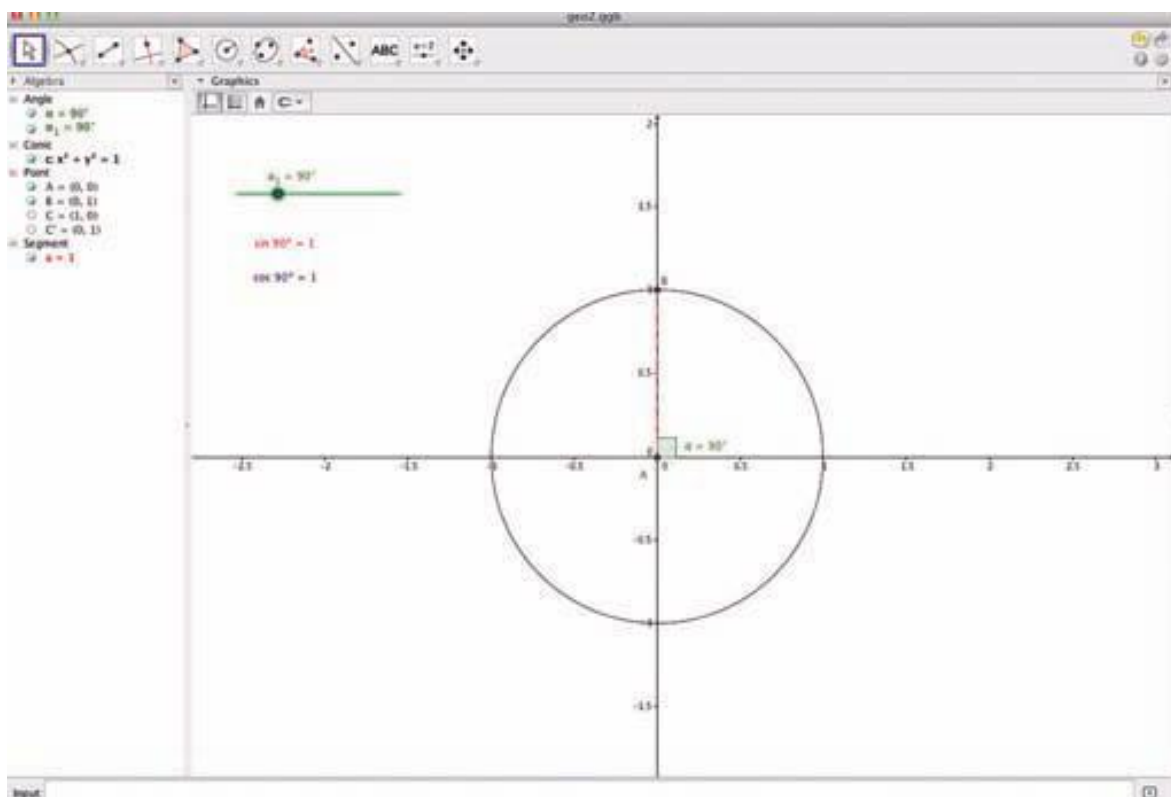 geo2.ggb
ABC
a=2
Algebra
Graphics
Angle
α = 90°
α1 = 90°
Conic
c: x² + y² = 1
Point
A = (0, 0)
B = (0, 1)
C = (1, 0)
C' = (0, 1)
Segment
a = 1
α1 = 90°
sin 90° = 1
cos 90° = 1
2
1.5
B
0.5
α = 90°
-2.5 -2 -1.5 -0.5 0 0.5 1 1.5 2 2.5 3
A
-0.5
-1.5
Input